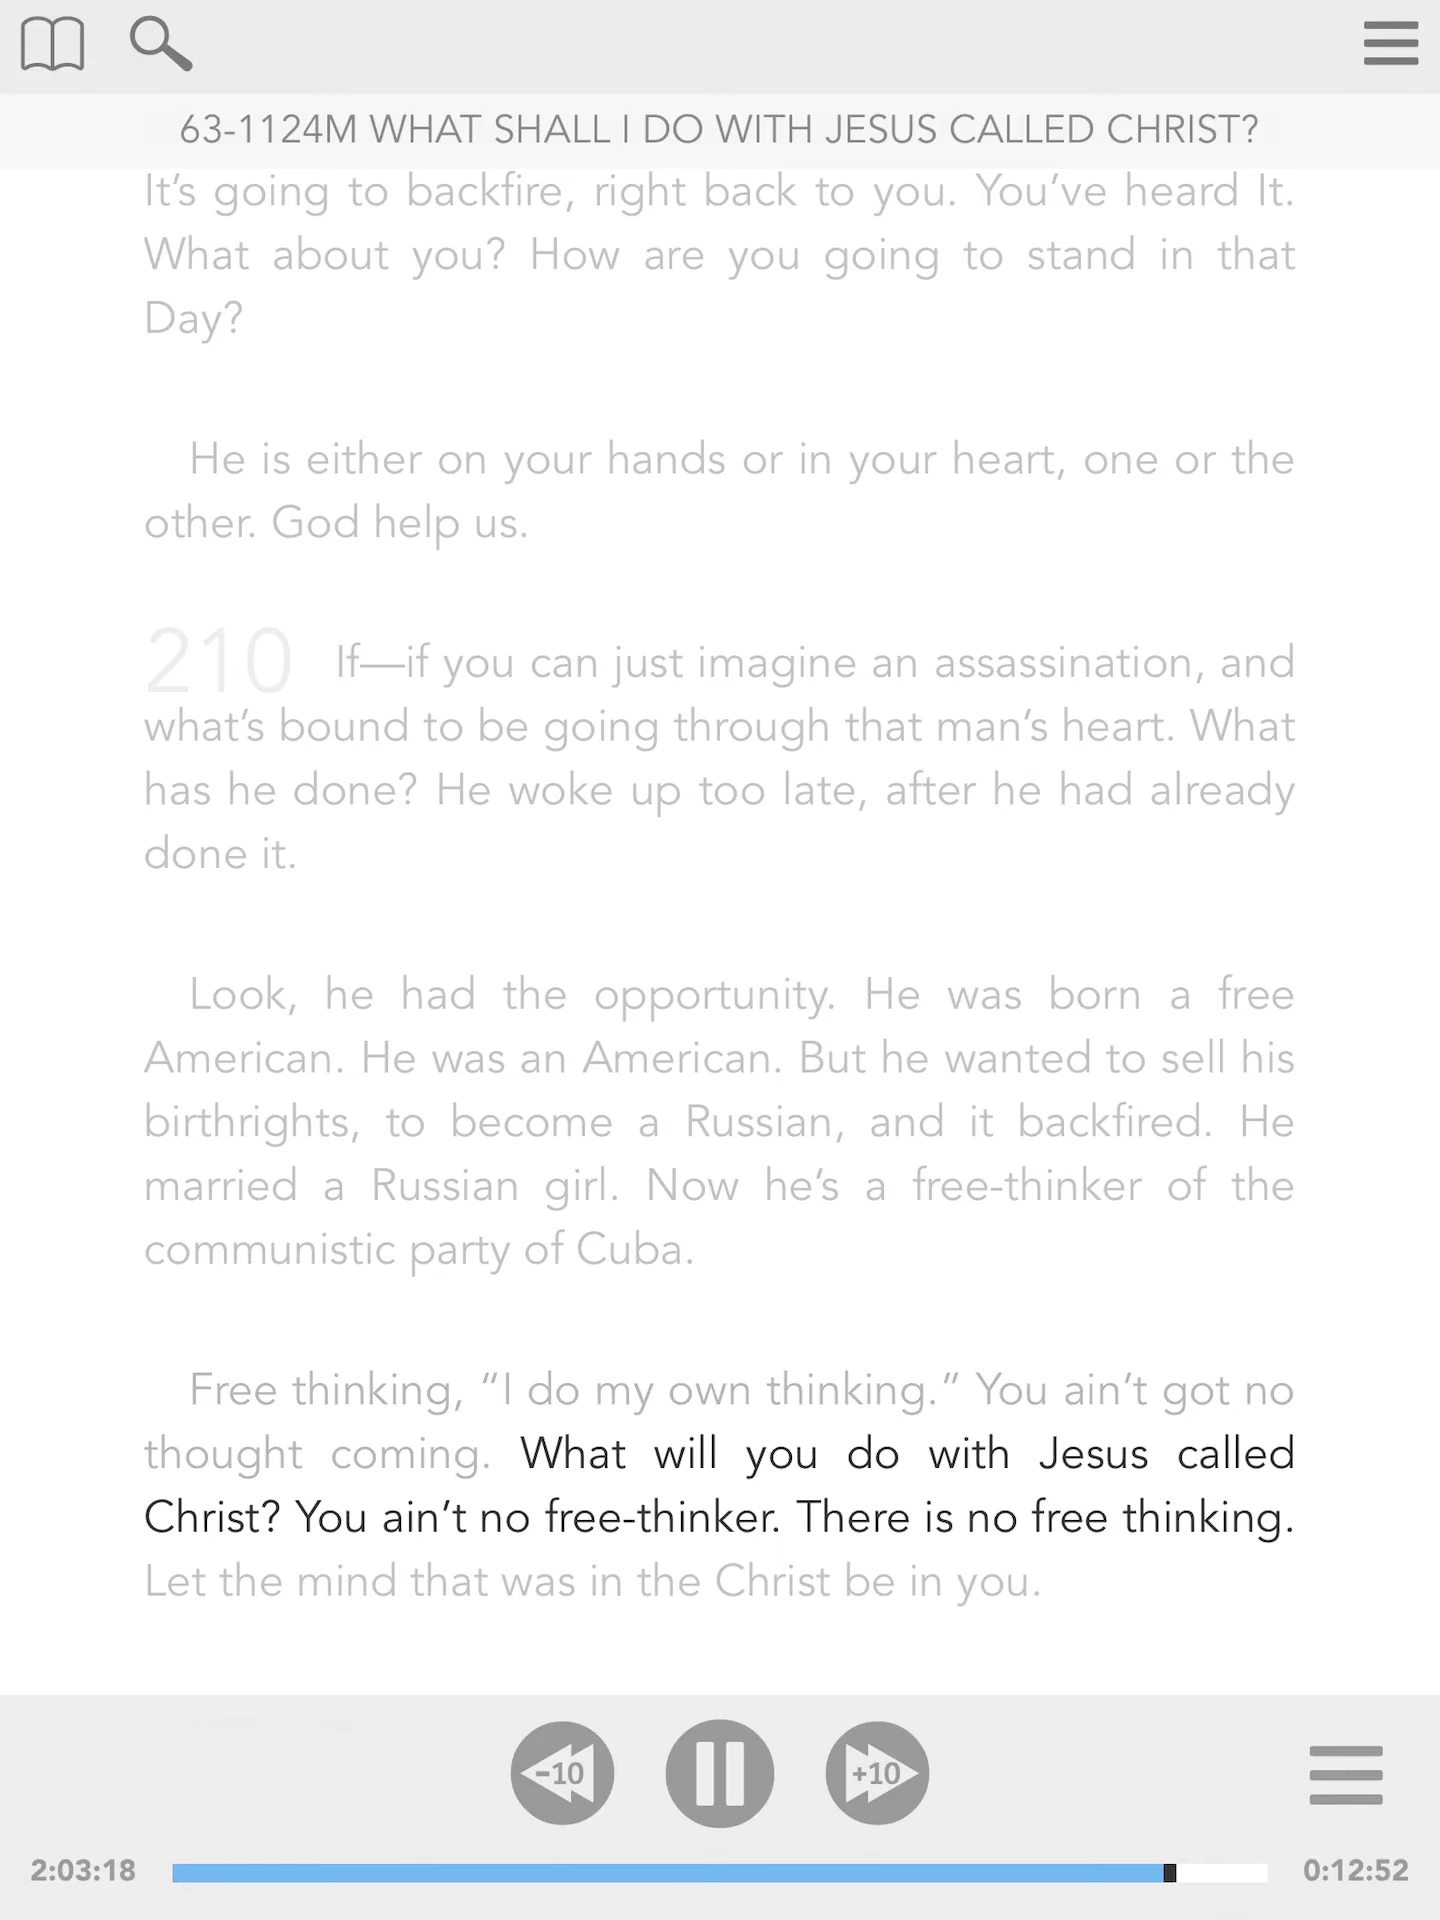 63-1124M WHAT SHALL I DO WITH JESUS CALLED CHRIST?
It’s going to backfire, right back to you. You’ve heard It.
What about you? How are you going to stand in that
Day?
He is either on your hands or in your heart, one or the
other. God help us.
210 If—if you can just imagine an assassination, and
what’s bound to be going through that man’s heart. What
has he done? He woke up too late, after he had already
done it.
Look, he had the opportunity. He was born a free
American. He was an American. But he wanted to sell his
birthrights, to become a Russian, and it backfired. He
married a Russian girl. Now he’s a free-thinker of the
communistic party of Cuba.
Free thinking, “I do my own thinking.” You ain’t got no
thought coming. What will you do with Jesus called
Christ? You ain’t no free-thinker. There is no free thinking.
Let the mind that was in the Christ be in you.
-10 +10
2:03:18 0:12:52